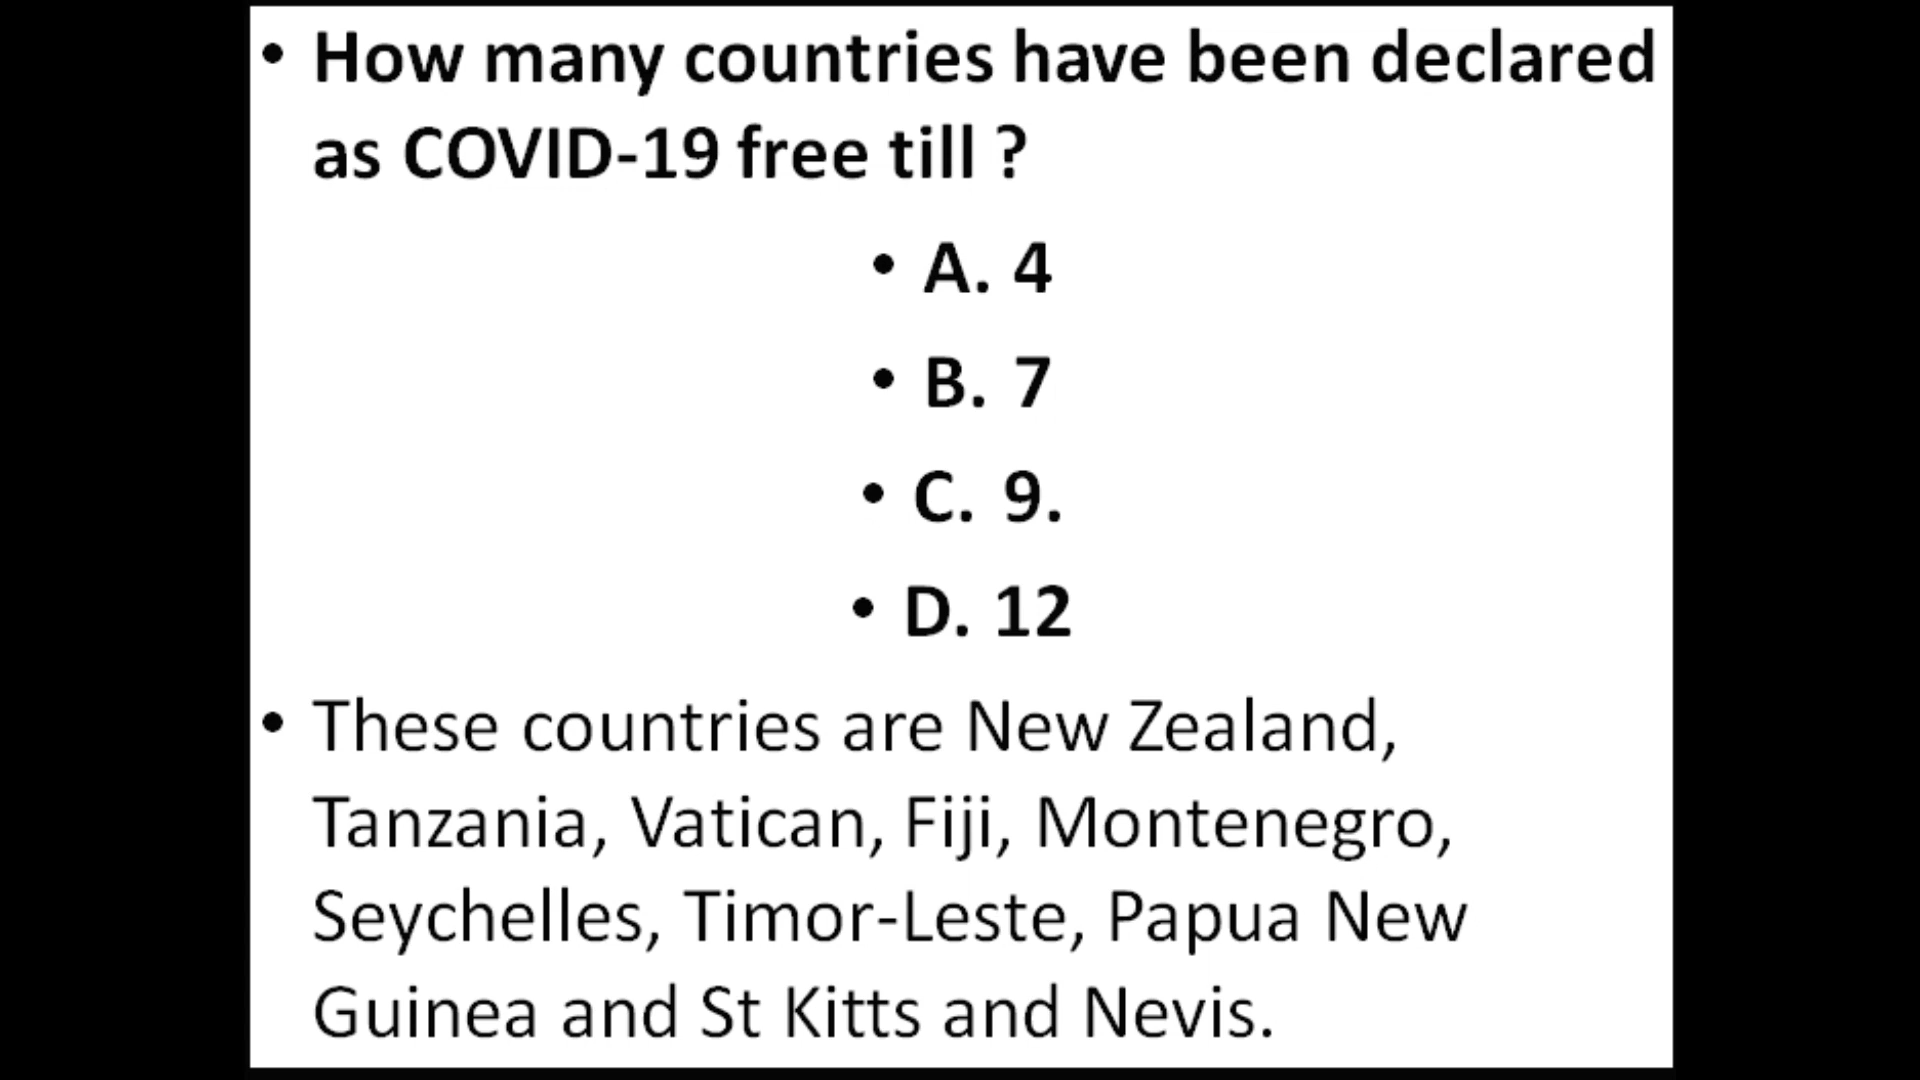 • How many countries have been declared
as COVID-19 free till ?
• A. 4
• B. 7
• C. 9.
• D. 12
• These countries are New Zealand,
Tanzania, Vatican, Fiji, Montenegro,
Seychelles, Timor-Leste, Papua New
Guinea and St Kitts and Nevis.